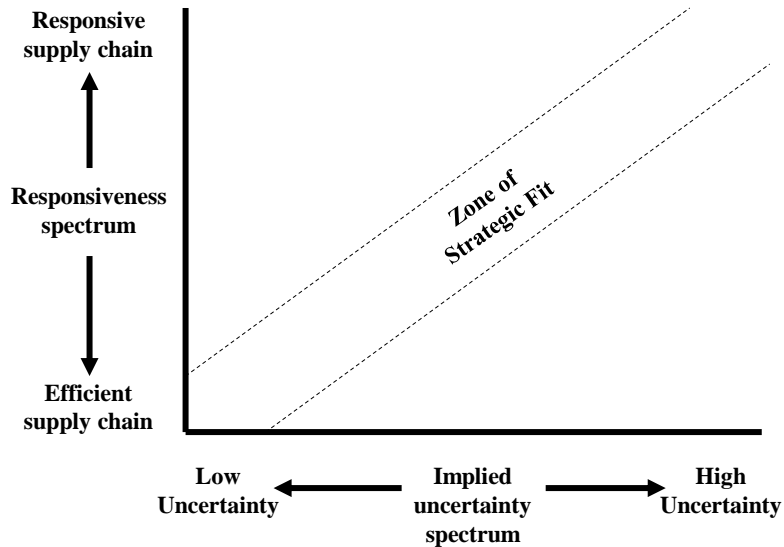 Responsive
supply chain
Responsiveness
spectrum
Efficient
supply chain
Zone of
Strategic Fit
Low
Uncertainty
Implied
uncertainty
spectrum
High
Uncertainty